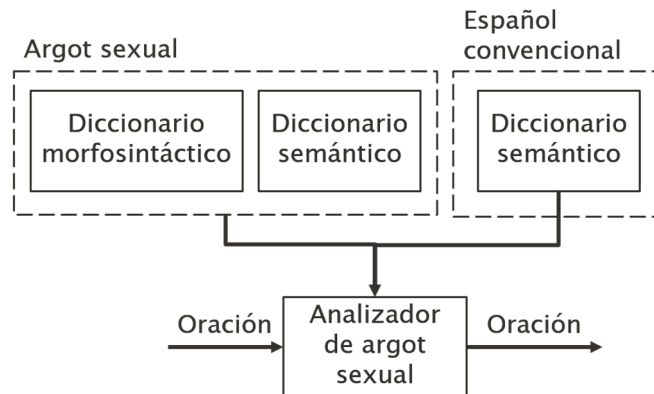 Argot sexual
Español
convencional
Diccionario
morfosintáctico
Diccionario
semántico
Diccionario
semántico
Oración
Analizador
de argot
sexual
Oración